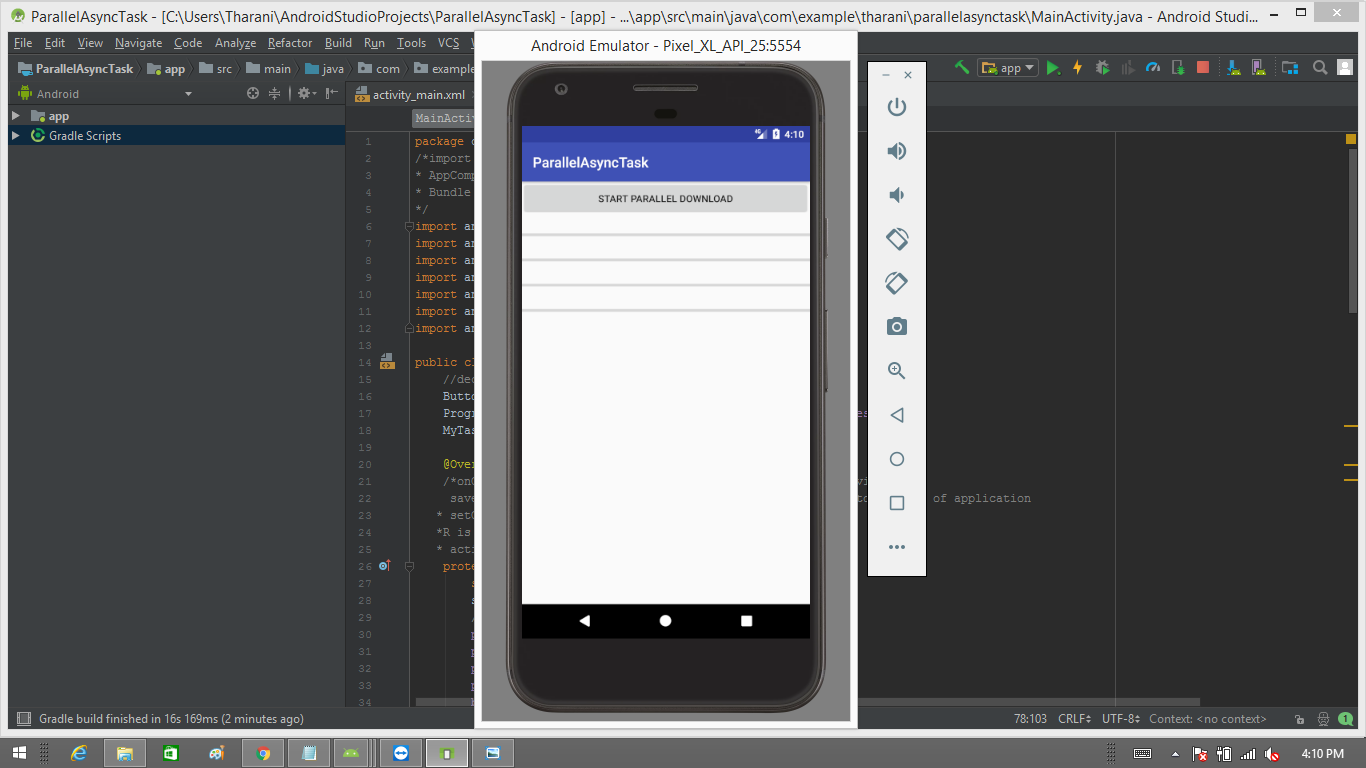 ParallelAsyncTask - [C:\Users\Tharani\AndroidStudioProjects\ParallelAsyncTask] - [app] - ...\app\src\main\java\com\example\tharani\parallelasynctask\MainActivity.java - Android Studi...
File Edit View Navigate Code Analyze Refactor Build Run Tools VCS
Android Emulator - Pixel_XL_API_25:5554
ParallelAsyncTask app src main java com example
app
Android
activity_main.xml
MainActiv
app
Gradle Scripts
4:10
ParallelAsyncTask
START PARALLEL DOWNLOAD
1 package
2 /*import
3 * AppComp
4 * Bundle
5 */
6 import an
7 import an
8 import an
9 import an
10 import an
11 import an
12 import an
13
14 public cl
15 //dec
16 Butto
17 Progr
18 MyTas
19
20 @Over
21 /*onC
22 save of application
23 * setC
24 *R is
25 * acti
26 prote
27
28 s
29 /
30 p
31 p
32 p
33 p
34
Gradle build finished in 16s 169ms (2 minutes ago)
78:103 CRLF UTF-8 Context: <no context>
1
4:10 PM